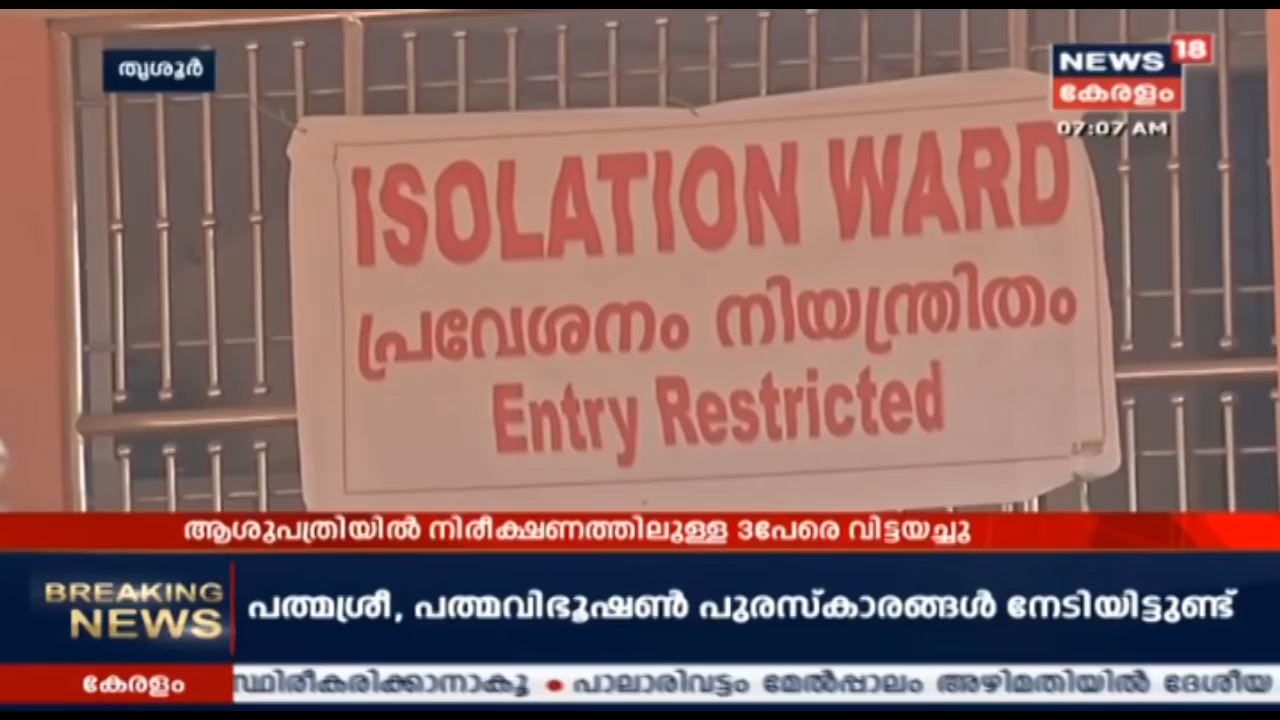 തൃശൂർ
NEWS 18
കേരളം
07:07 AM
ISOLATION WARD
പ്രവേശനം നിയന്ത്രിതം
Entry Restricted
ആശുപത്രിയിൽ നിരീക്ഷണത്തിലുള്ള 3പേരെ വിട്ടയച്ചു
BREAKING NEWS
പത്മശ്രീ, പത്മവിഭൂഷൺ പുരസ്കാരങ്ങൾ നേടിയിട്ടുണ്ട്
കേരളം
സ്ഥിരീകരിക്കാനാകൂ • പാലാരിവട്ടം മേൽപ്പാലം അഴിമതിയിൽ ദേശീയ